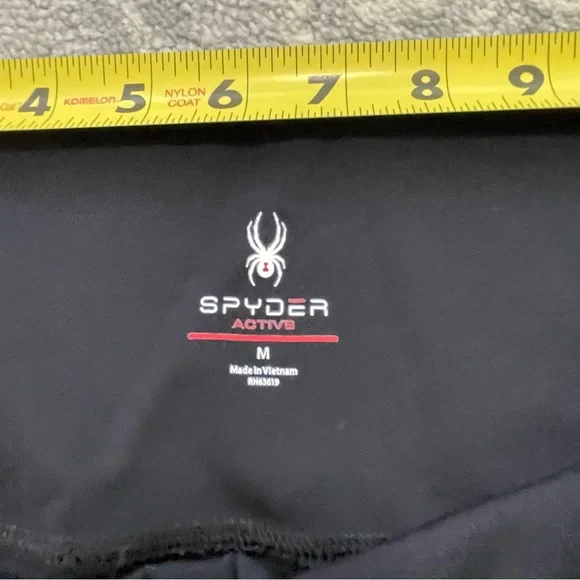 4 KOMELON 5 NYLON COAT 6 7 8 9
SPYDER
ACTIVE
M
Made In Vietnam
RN63619